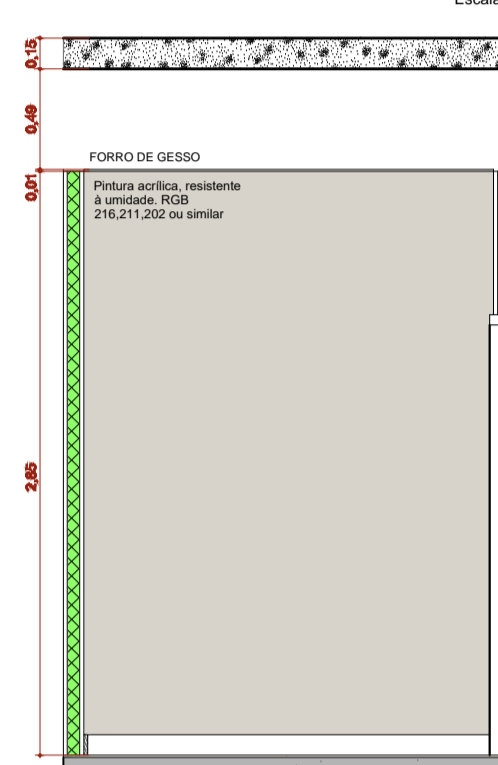 Escala
0,15
0,49
FORRO DE GESSO
0,01
Pintura acrílica, resistente
à umidade. RGB
216,211,202 ou similar
2,85